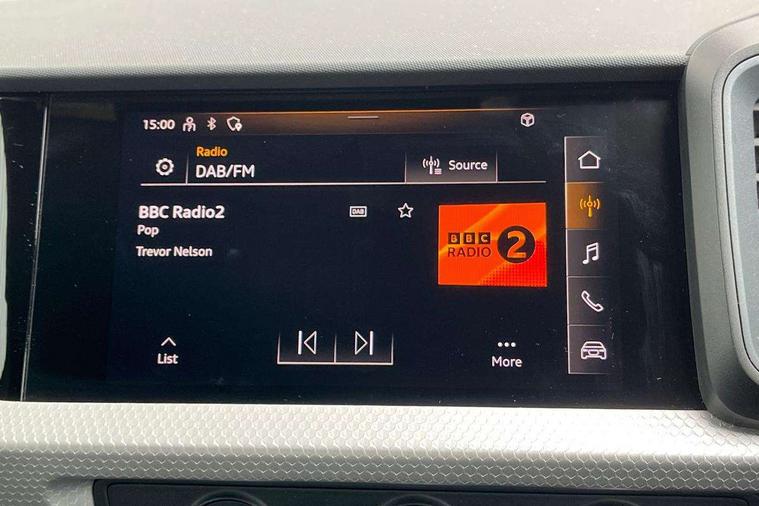 15:00
Radio
DAB/FM
Source
BBC Radio2
DAB
Pop
Trevor Nelson
BBC
RADIO 2
List
More